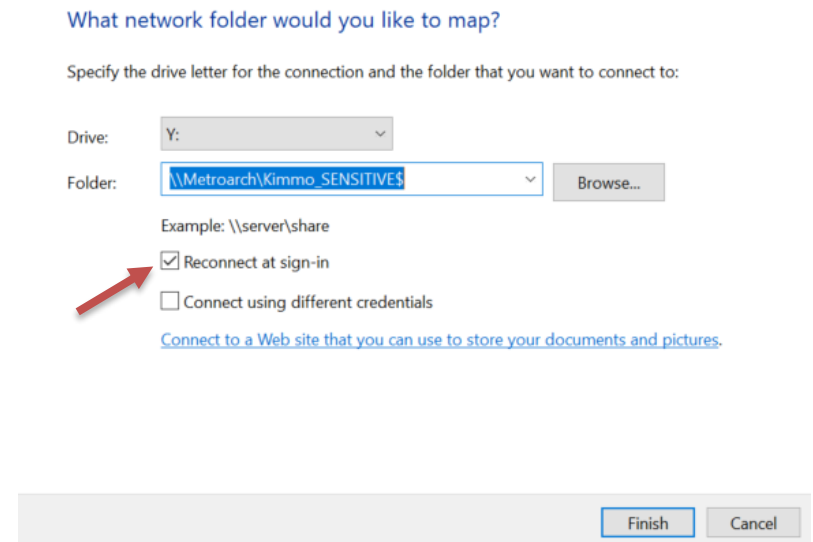 What network folder would you like to map?
Specify the drive letter for the connection and the folder that you want to connect to:
Drive: Y:
Folder: \\Metroarch\Kimmo_SENSITIVE$ Browse...
Example: \\server\share
Reconnect at sign-in
Connect using different credentials
Connect to a Web site that you can use to store your documents and pictures.
Finish Cancel